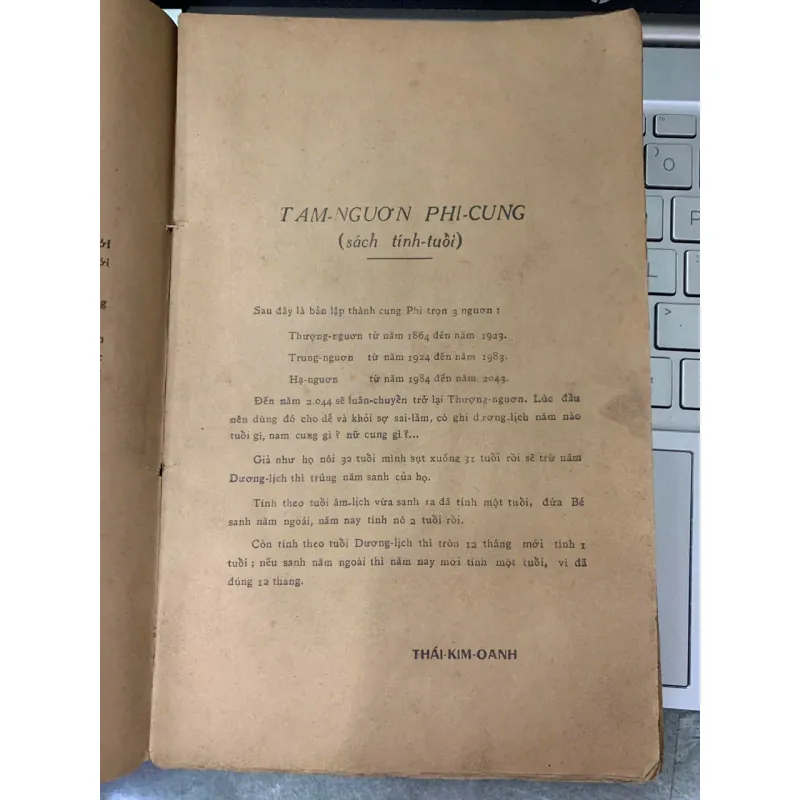 TAM-NGUƠN PHI-CUNG
(sách tính-tuổi)
Sau đây là bản lập thành cung Phi trọn 3 nguơn :
Thượng-nguơn từ năm 1864 đến năm 1923.
Trung-nguơn từ năm 1924 đến năm 1983.
Hạ-nguơn từ năm 1984 đến năm 2043.
Đến năm 2.044 sẽ luân-chuyển trở lại Thượng-nguơn. Lúc đầu
nên dùng đó cho dễ và khỏi sợ sai-lầm, có ghi dương-lịch năm nào
tuổi gì, nam cung gì ? nữ cung gì ?...
Giả như họ nói 32 tuổi mình sụt xuống 31 tuổi rồi sẽ trừ năm
Dương-lịch thì trúng năm sanh của họ.
Tính theo tuổi âm-lịch vừa sanh ra đã tính một tuổi, đứa Bé
sanh năm ngoái, năm nay tính nó 2 tuổi rồi.
Còn tính theo tuổi Dương-lịch thì tròn 12 tháng mới tính 1
tuổi ; nếu sanh năm ngoái thì năm nay mới tính một tuổi, vì đã
đúng 12 tháng.
THÁI-KIM-OANH